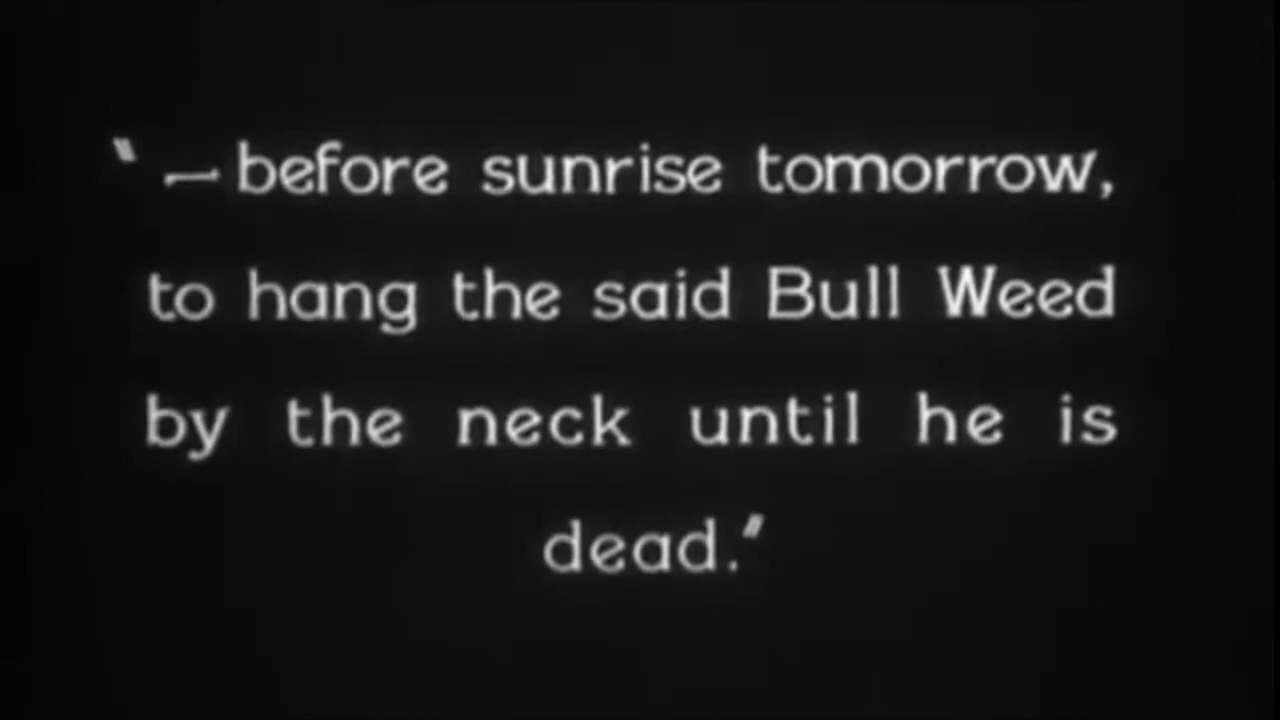 "—before sunrise tomorrow,
to hang the said Bull Weed
by the neck until he is
dead."